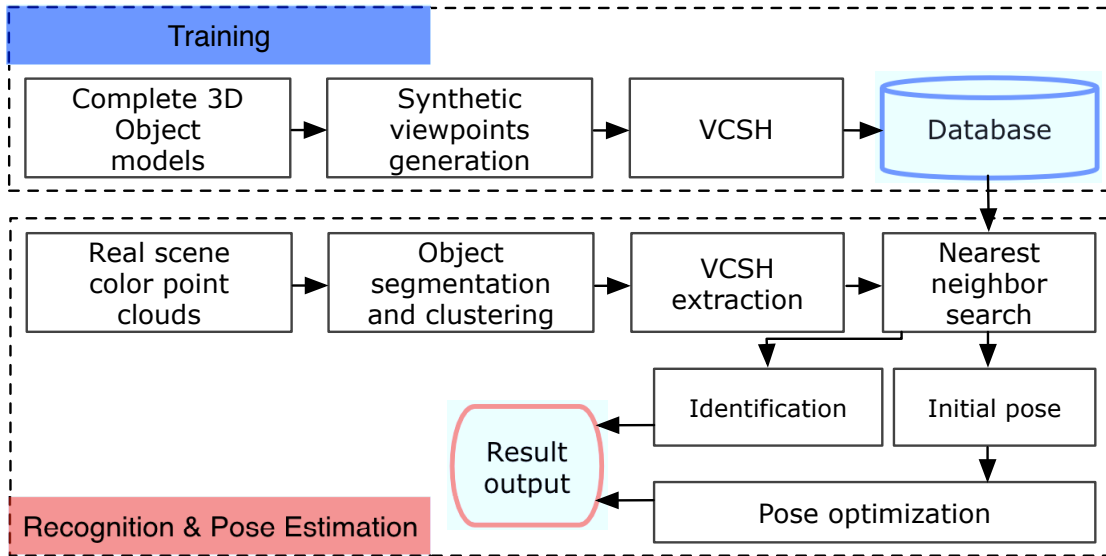 Training
Complete 3D
Object
models
Synthetic
viewpoints
generation
VCSH
Database
Real scene
color point
clouds
Object
segmentation
and clustering
VCSH
extraction
Nearest
neighbor
search
Identification
Initial pose
Result
output
Pose optimization
Recognition & Pose Estimation